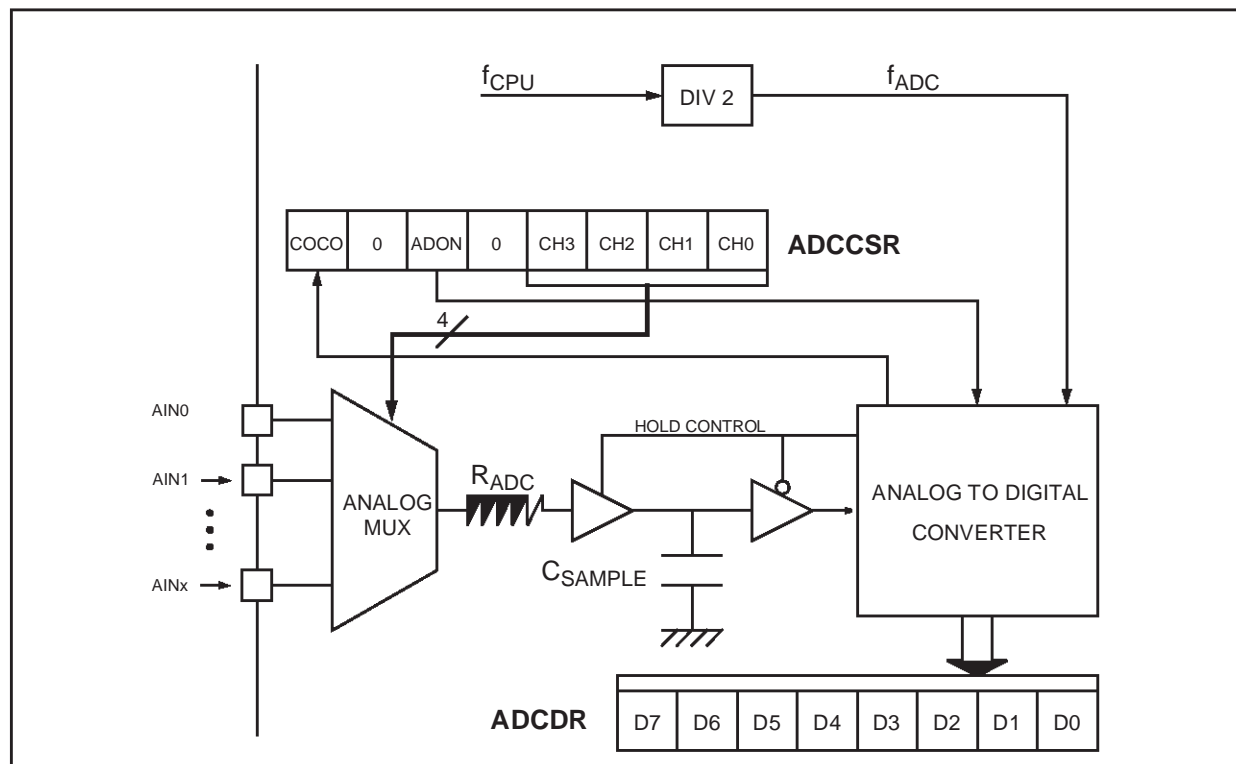 fCPU
DIV 2
fADC
COCO 0 ADON 0 CH3 CH2 CH1 CH0
ADCCSR
4
AIN0
HOLD CONTROL
AIN1
RADC
ANALOG
MUX
ANALOG TO DIGITAL
CONVERTER
CSAMPLE
AINx
ADCDR
D7 D6 D5 D4 D3 D2 D1 D0